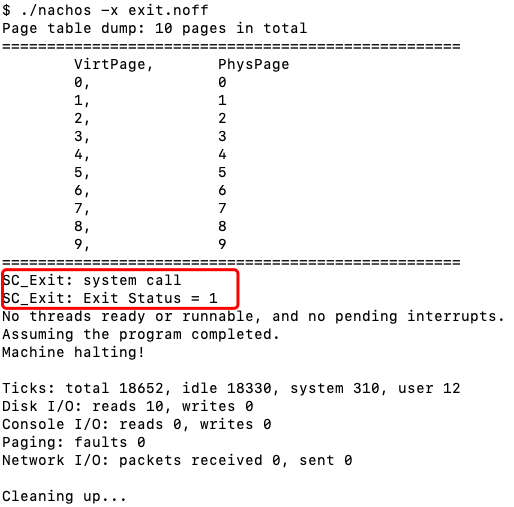 $ ./nachos -x exit.noff
Page table dump: 10 pages in total
===================================================
VirtPage, PhysPage
0, 0
1, 1
2, 2
3, 3
4, 4
5, 5
6, 6
7, 7
8, 8
9, 9
===================================================
SC_Exit: system call
SC_Exit: Exit Status = 1
No threads ready or runnable, and no pending interrupts.
Assuming the program completed.
Machine halting!
Ticks: total 18652, idle 18330, system 310, user 12
Disk I/O: reads 10, writes 0
Console I/O: reads 0, writes 0
Paging: faults 0
Network I/O: packets received 0, sent 0
Cleaning up...